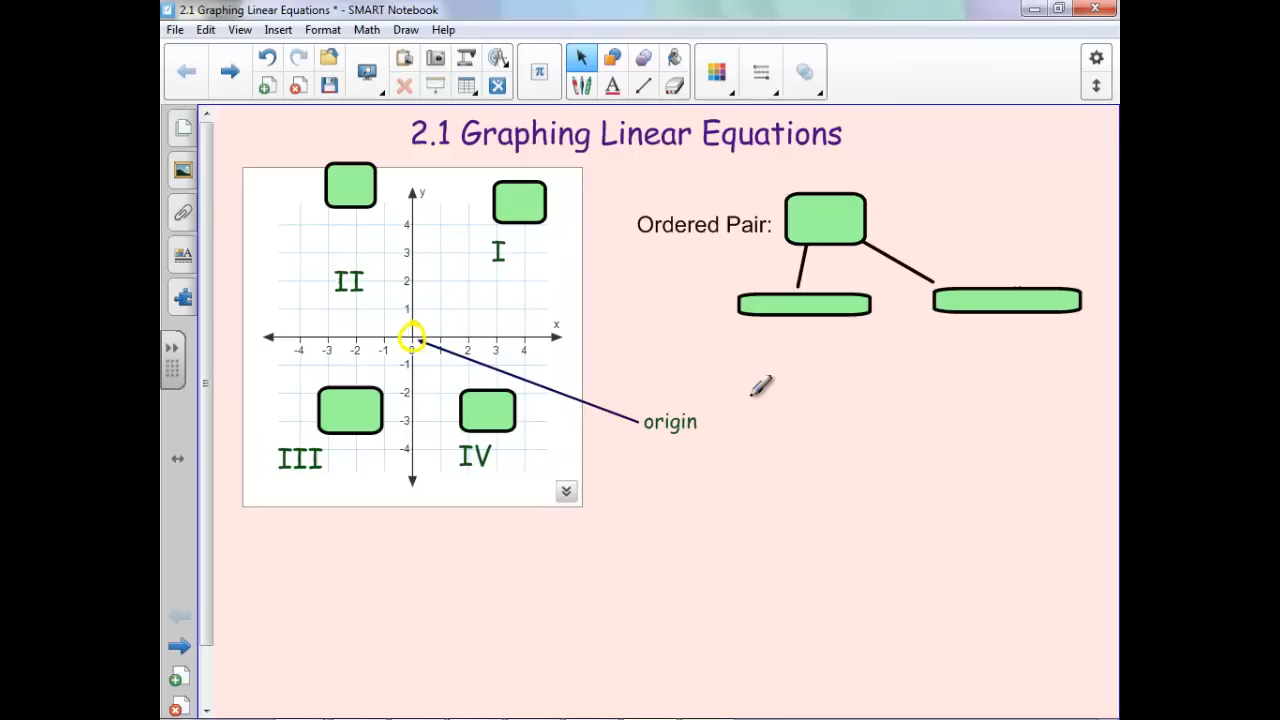 2.1 Graphing Linear Equations * - SMART Notebook
File Edit View Insert Format Math Draw Help
π
A
A
2.1 Graphing Linear Equations
y
4
3
2
1
x
-4 -3 -2 -1 0 2 3 4
-1
-2
-3
-4
I
II
III
IV
origin
Ordered Pair: